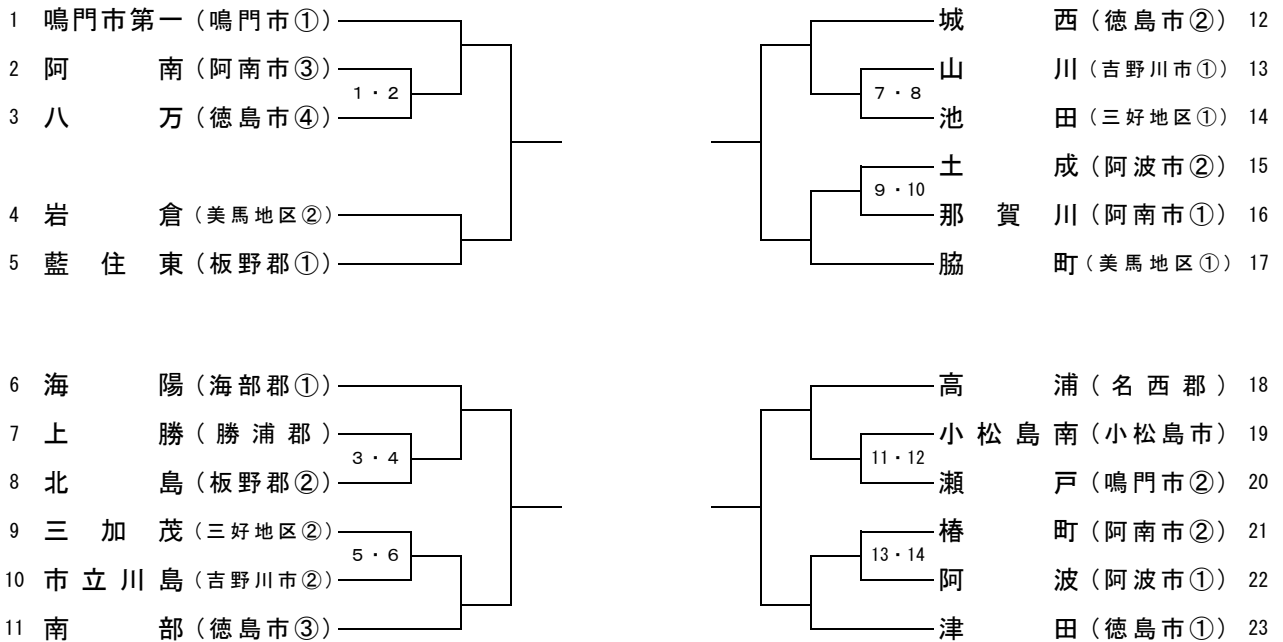 1 鳴門市第一 (鳴門市①)
2 阿南 (阿南市③)
1・2
3 八万 (徳島市④)
4 岩倉 (美馬地区②)
5 藍住東 (板野郡①)
6 海陽 (海部郡①)
7 上勝 (勝浦郡)
3・4
8 北島 (板野郡②)
9 三加茂 (三好地区②)
5・6
10 市立川島 (吉野川市②)
11 南部 (徳島市③)
城西 (徳島市②) 12
山川 (吉野川市①) 13
7・8
池田 (三好地区①) 14
土成 (阿波市②) 15
9・10
那賀川 (阿南市①) 16
脇町 (美馬地区①) 17
高浦 (名西郡) 18
小松島南 (小松島市) 19
11・12
瀬戸 (鳴門市②) 20
椿町 (阿南市②) 21
13・14
阿波 (阿波市①) 22
津田 (徳島市①) 23